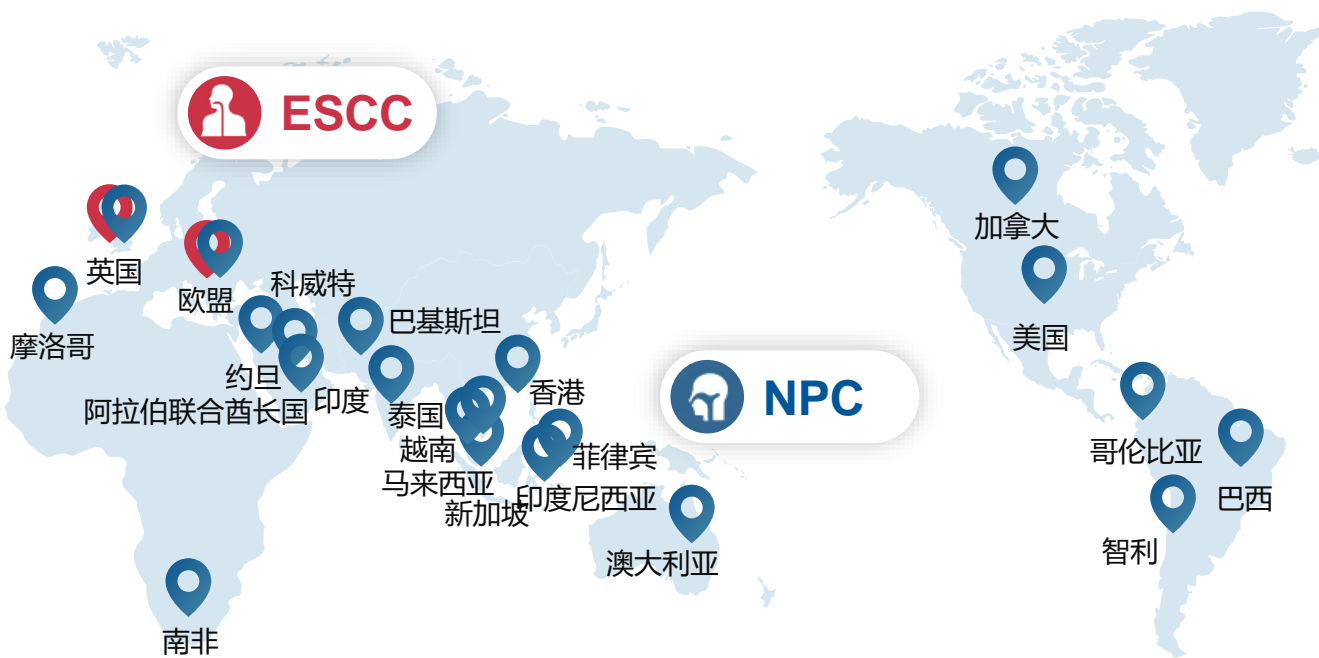 ESCC
加拿大
英国
科威特
欧盟
巴基斯坦
美国
摩洛哥
约旦
香港
NPC
阿拉伯联合酋长国
印度
泰国
越南
菲律宾
哥伦比亚
马来西亚
印度尼西亚
巴西
新加坡
智利
澳大利亚
南非